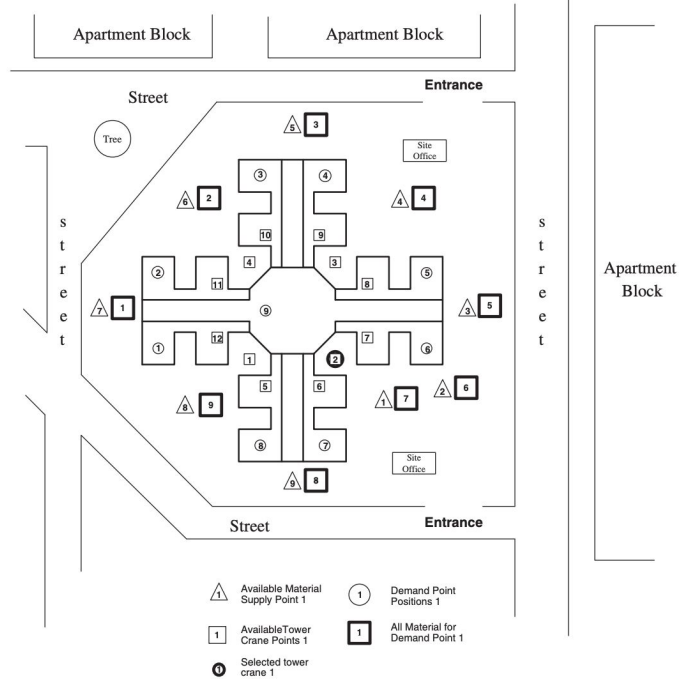 Apartment Block
Apartment Block
Entrance
Street
Tree
5
3
Site
Office
3
4
6
2
4
4
10
9
s
t
r
e
e
t
s
t
r
e
e
t
4
3
2
11
8
5
Apartment
Block
7
1
9
3
5
12
7
1
6
1
2
5
6
2
6
8
9
1
7
8
7
Site
Office
9
8
Street
Entrance
1
Available Material
Supply Point 1
1
Demand Point
Positions 1
1
AvailableTower
Crane Points 1
1
All Material for
Demand Point 1
1
Selected tower
crane 1